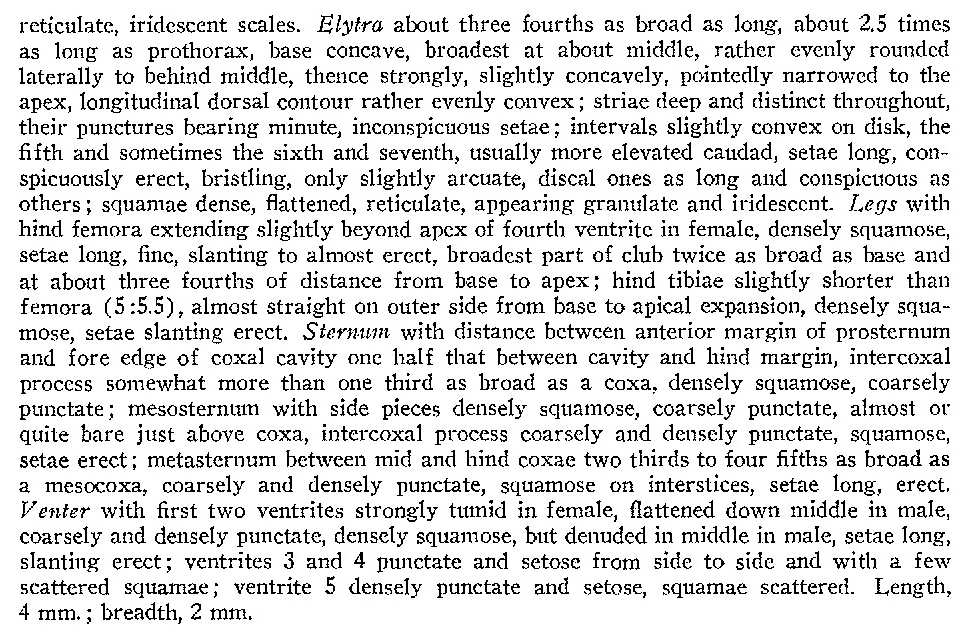 reticulate, iridescent scales. Elytra about three fourths as broad as long, about 2.5 times
as long as prothorax, base concave, broadest at about middle, rather evenly rounded
laterally to behind middle, thence strongly, slightly concavely, pointedly narrowed to the
apex, longitudinal dorsal contour rather evenly convex; striae deep and distinct throughout,
their punctures bearing minute, inconspicuous setae; intervals slightly convex on disk, the
fifth and sometimes the sixth and seventh, usually more elevated caudad, setae long, con-
spicuously erect, bristling, only slightly arcuate, discal ones as long and conspicuous as
others; squamae dense, flattened, reticulate, appearing granulate and iridescent. Legs with
hind femora extending slightly beyond apex of fourth ventrite in female, densely squamose,
setae long, fine, slanting to almost erect, broadest part of club twice as broad as base and
at about three fourths of distance from base to apex; hind tibiae slightly shorter than
femora (5:5.5), almost straight on outer side from base to apical expansion, densely squa-
mose, setae slanting erect. Sternum with distance between anterior margin of prosternum
and fore edge of coxal cavity one half that between cavity and hind margin, intercoxal
process somewhat more than one third as broad as a coxa, densely squamose, coarsely
punctate; mesosternum with side pieces densely squamose, coarsely punctate, almost or
quite bare just above coxa, intercoxal process coarsely and densely punctate, squamose,
setae erect; metasternum between mid and hind coxae two thirds to four fifths as broad as
a mesocoxa, coarsely and densely punctate, squamose on interstices, setae long, erect.
Venter with first two ventrites strongly tumid in female, flattened down middle in male,
coarsely and densely punctate, densely squamose, but denuded in middle in male, setae long,
slanting erect; ventrites 3 and 4 punctate and setose from side to side and with a few
scattered squamae; ventrite 5 densely punctate and setose, squamae scattered. Length,
4 mm.; breadth, 2 mm.